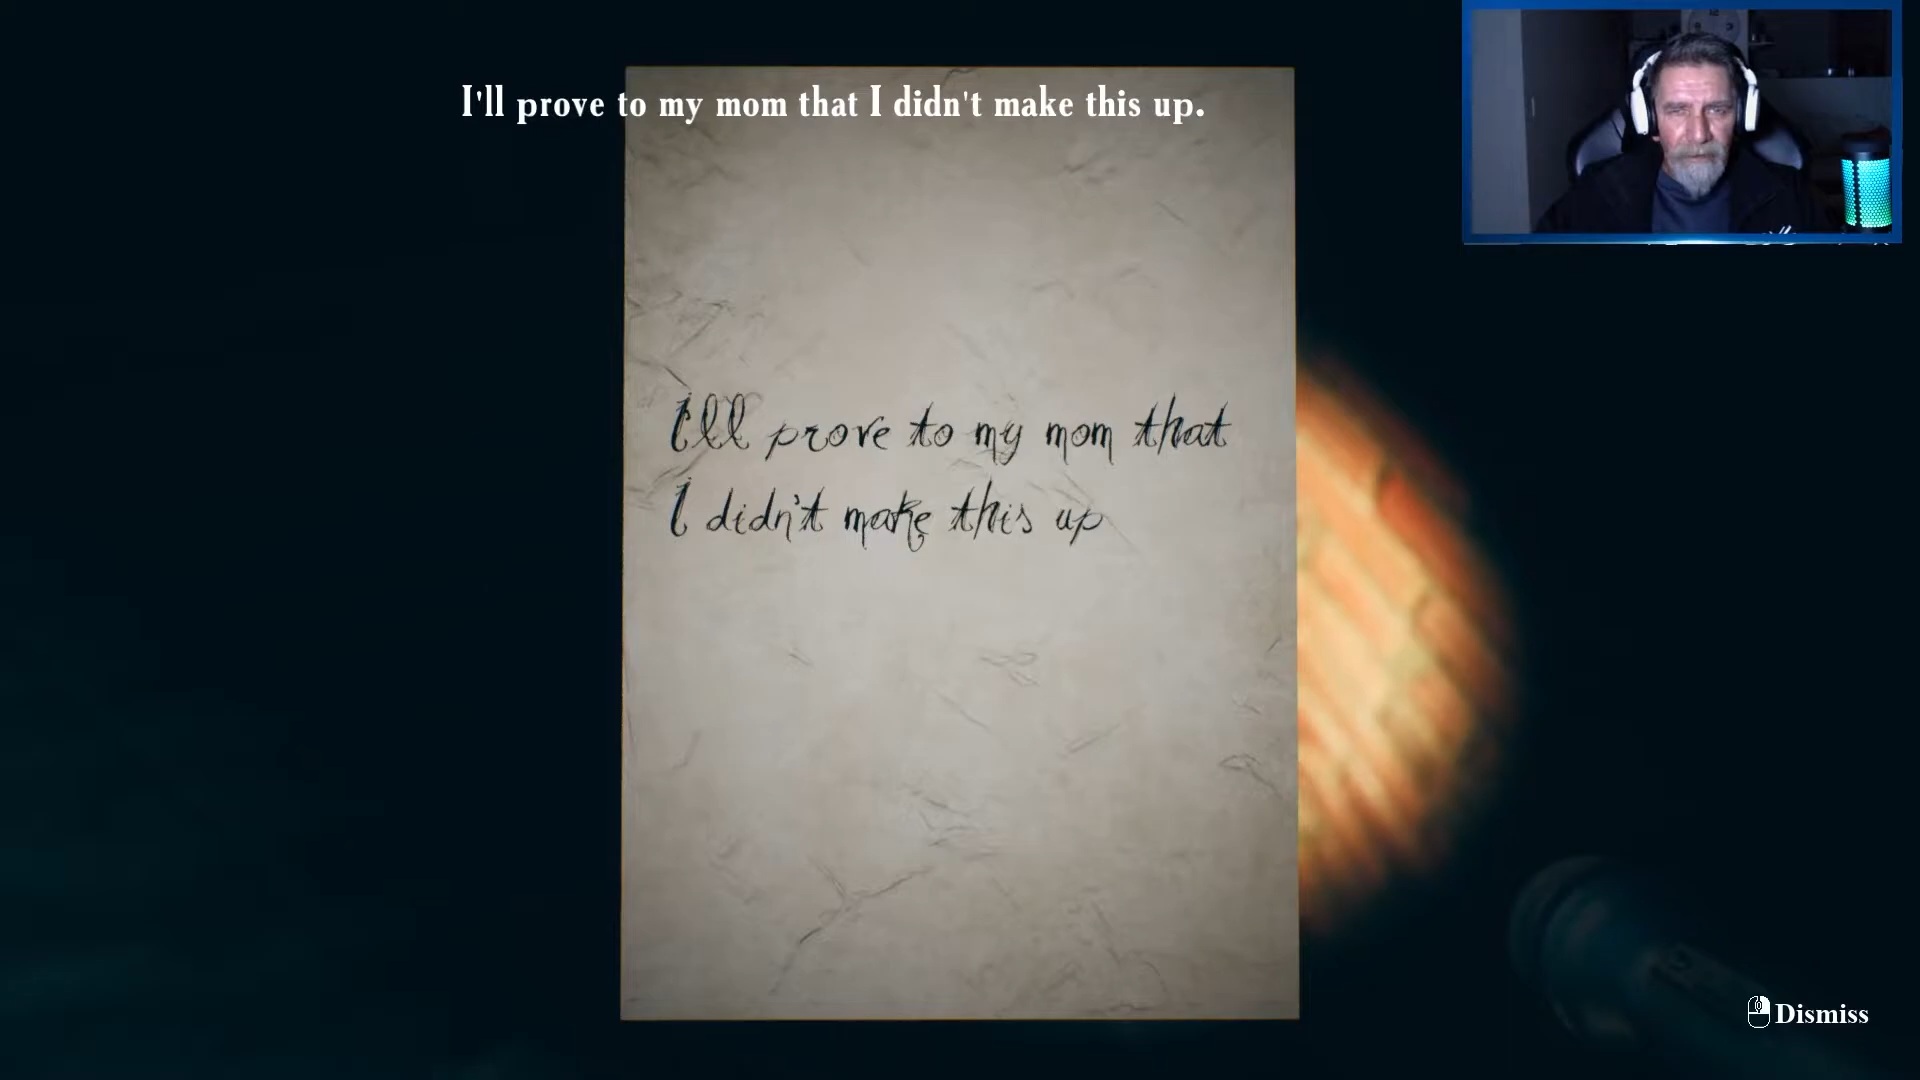 I'll prove to my mom that I didn't make this up.
I'll prove to my mom that
I didn't make this up
Dismiss